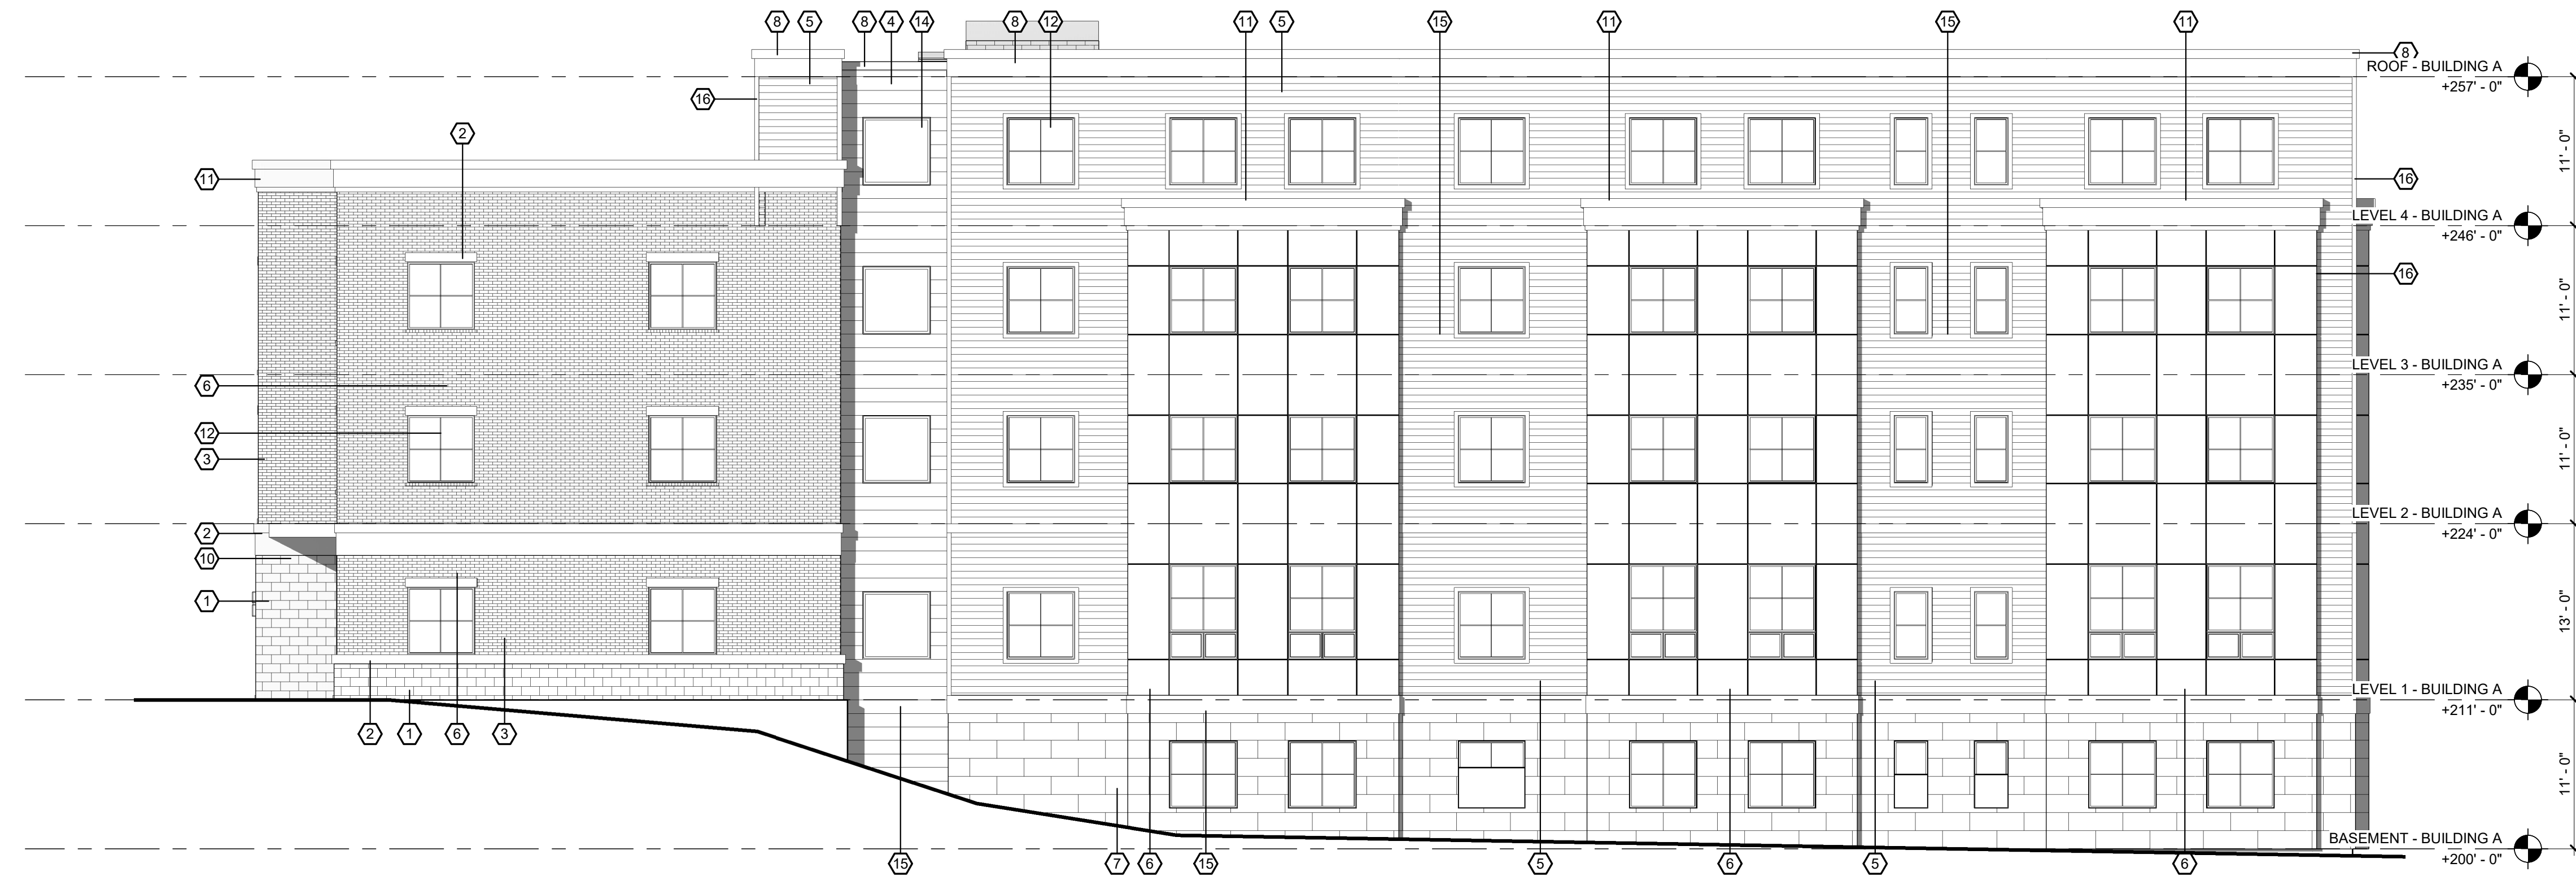 8 5 8 4 14 8 12 11 5 15 11 15 11
8
ROOF - BUILDING A
+257' - 0"
16
2
11' - 0"
11
16
LEVEL 4 - BUILDING A
+246' - 0"
16
11' - 0"
LEVEL 3 - BUILDING A
+235' - 0"
6
12
11' - 0"
3
LEVEL 2 - BUILDING A
+224' - 0"
2
10
1
13' - 0"
LEVEL 1 - BUILDING A
+211' - 0"
2 1 6 3
11' - 0"
BASEMENT - BUILDING A
+200' - 0"
15 7 6 15 5 6 5 6